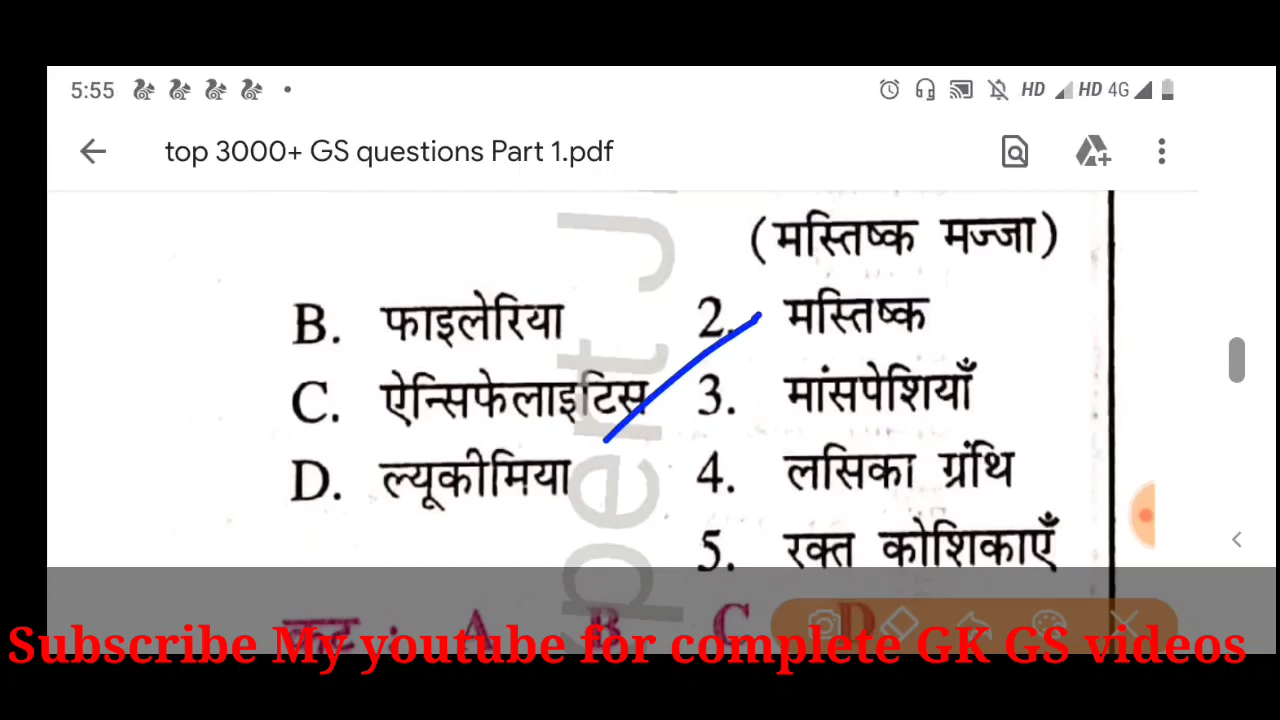 5:55 HD HD 4G
top 3000+ GS questions Part 1.pdf
(मस्तिष्क मज्जा)
B. फाइलेरिया 2. मस्तिष्क
C. ऐन्सिफेलाइटिस 3. मांसपेशियाँ
D. ल्यूकीमिया 4. लसिका ग्रंथि
5. रक्त कोशिकाएँ
कूट : A B C D
Subscribe My youtube for complete GK GS videos
pert J